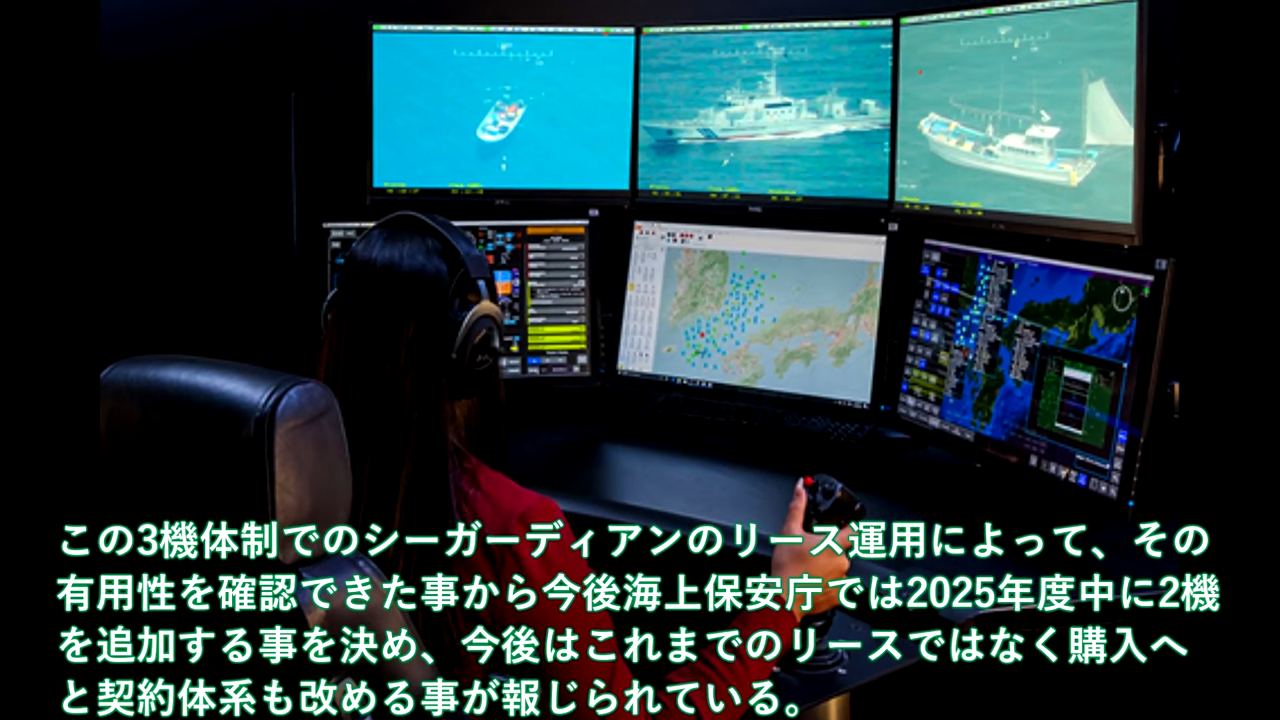 この3機体制でのシーガーディアンのリース運用によって、その
有用性を確認できた事から今後海上保安庁では2025年度中に2機
を追加する事を決め、今後はこれまでのリースではなく購入へ
と契約体系も改める事が報じられている。